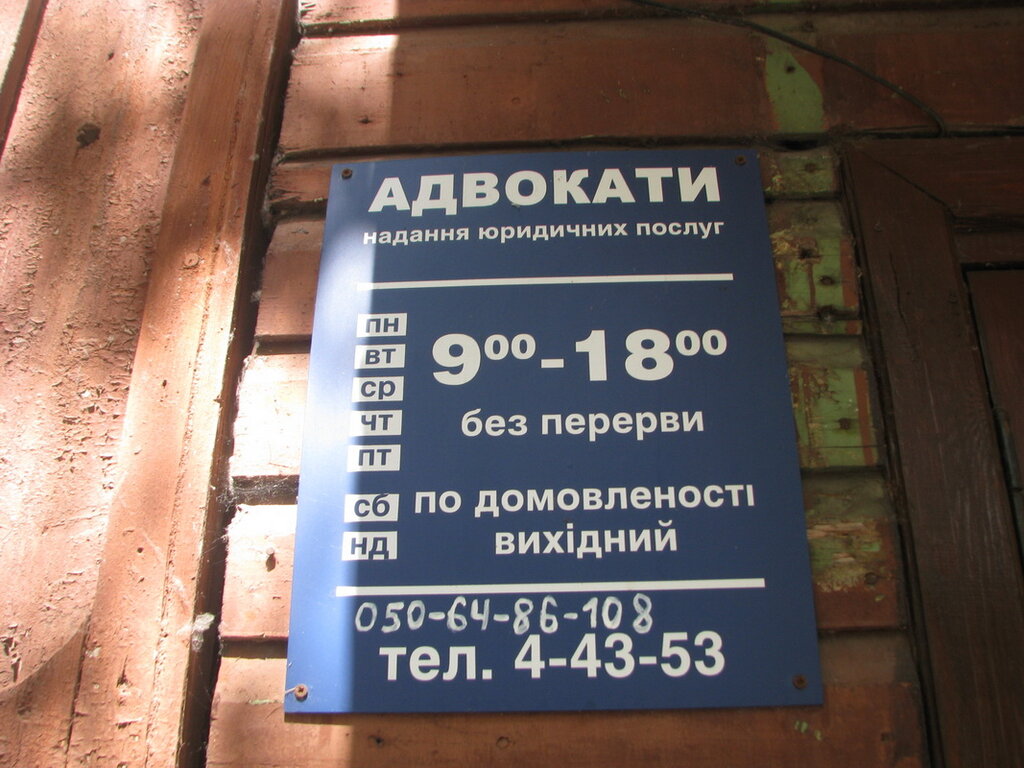 АДВОКАТИ
надання юридичних послуг
пн
вт
ср
чт
пт
9⁰⁰-18⁰⁰
без перерви
сб по домовленості
нд вихідний
050-64-86-108
тел. 4-43-53